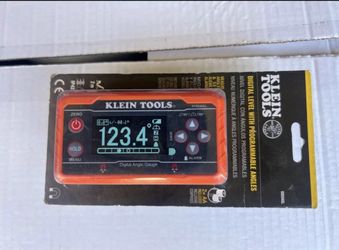 KLEIN TOOLS
ZERO
HOLD
MENU
123.4°
Digital Angle Gauge
ALARM
KLEIN
TOOLS
DIGITAL LEVEL WITH PROGRAMMABLE ANGLES
NIVEL DIGITAL CON ÁNGULOS PROGRAMABLES
NIVEAU NUMÉRIQUE À ANGLES PROGRAMMABLES